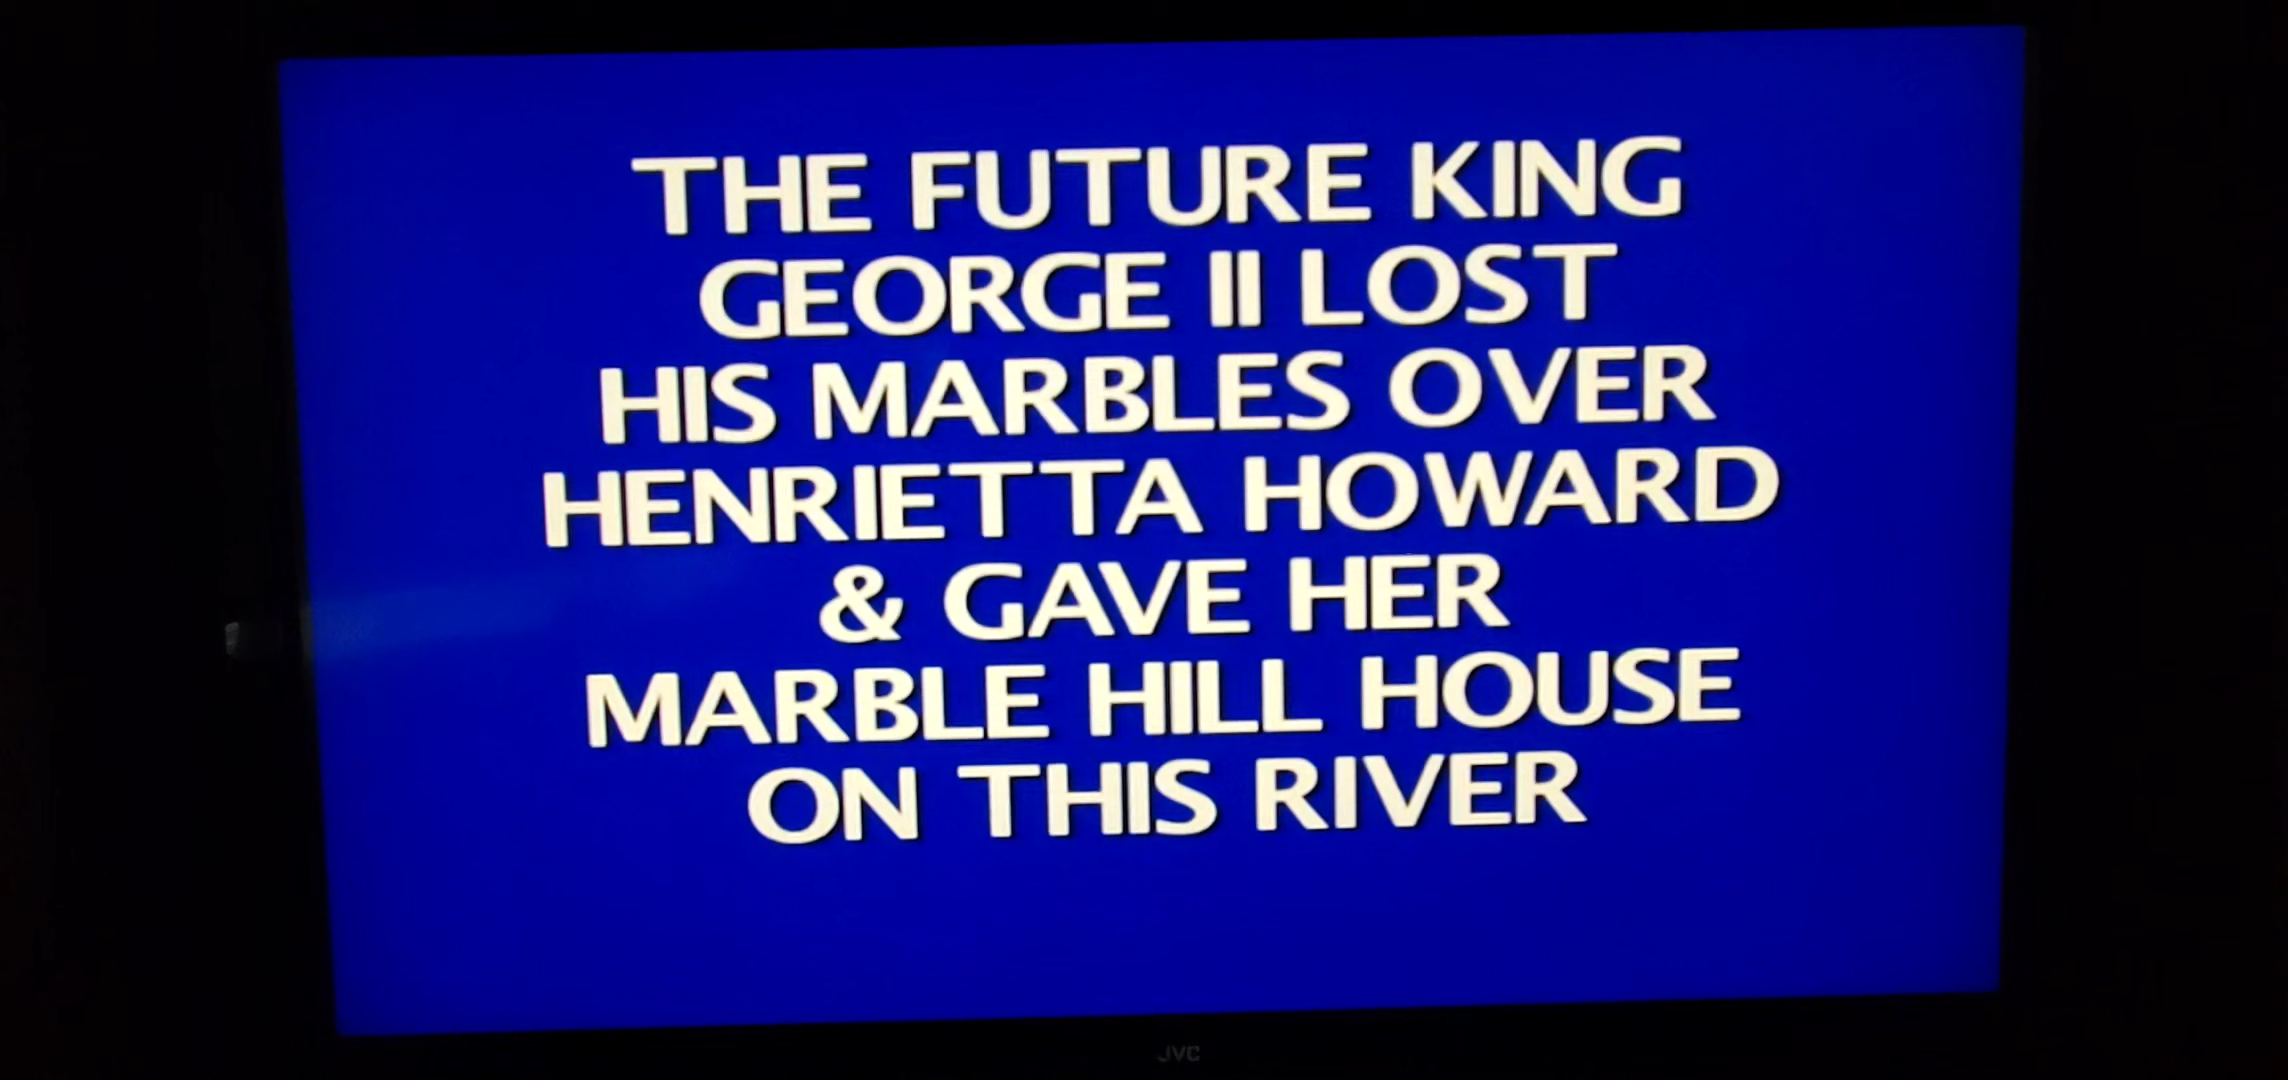 THE FUTURE KING
GEORGE II LOST
HIS MARBLES OVER
HENRIETTA HOWARD
& GAVE HER
MARBLE HILL HOUSE
ON THIS RIVER
JVC